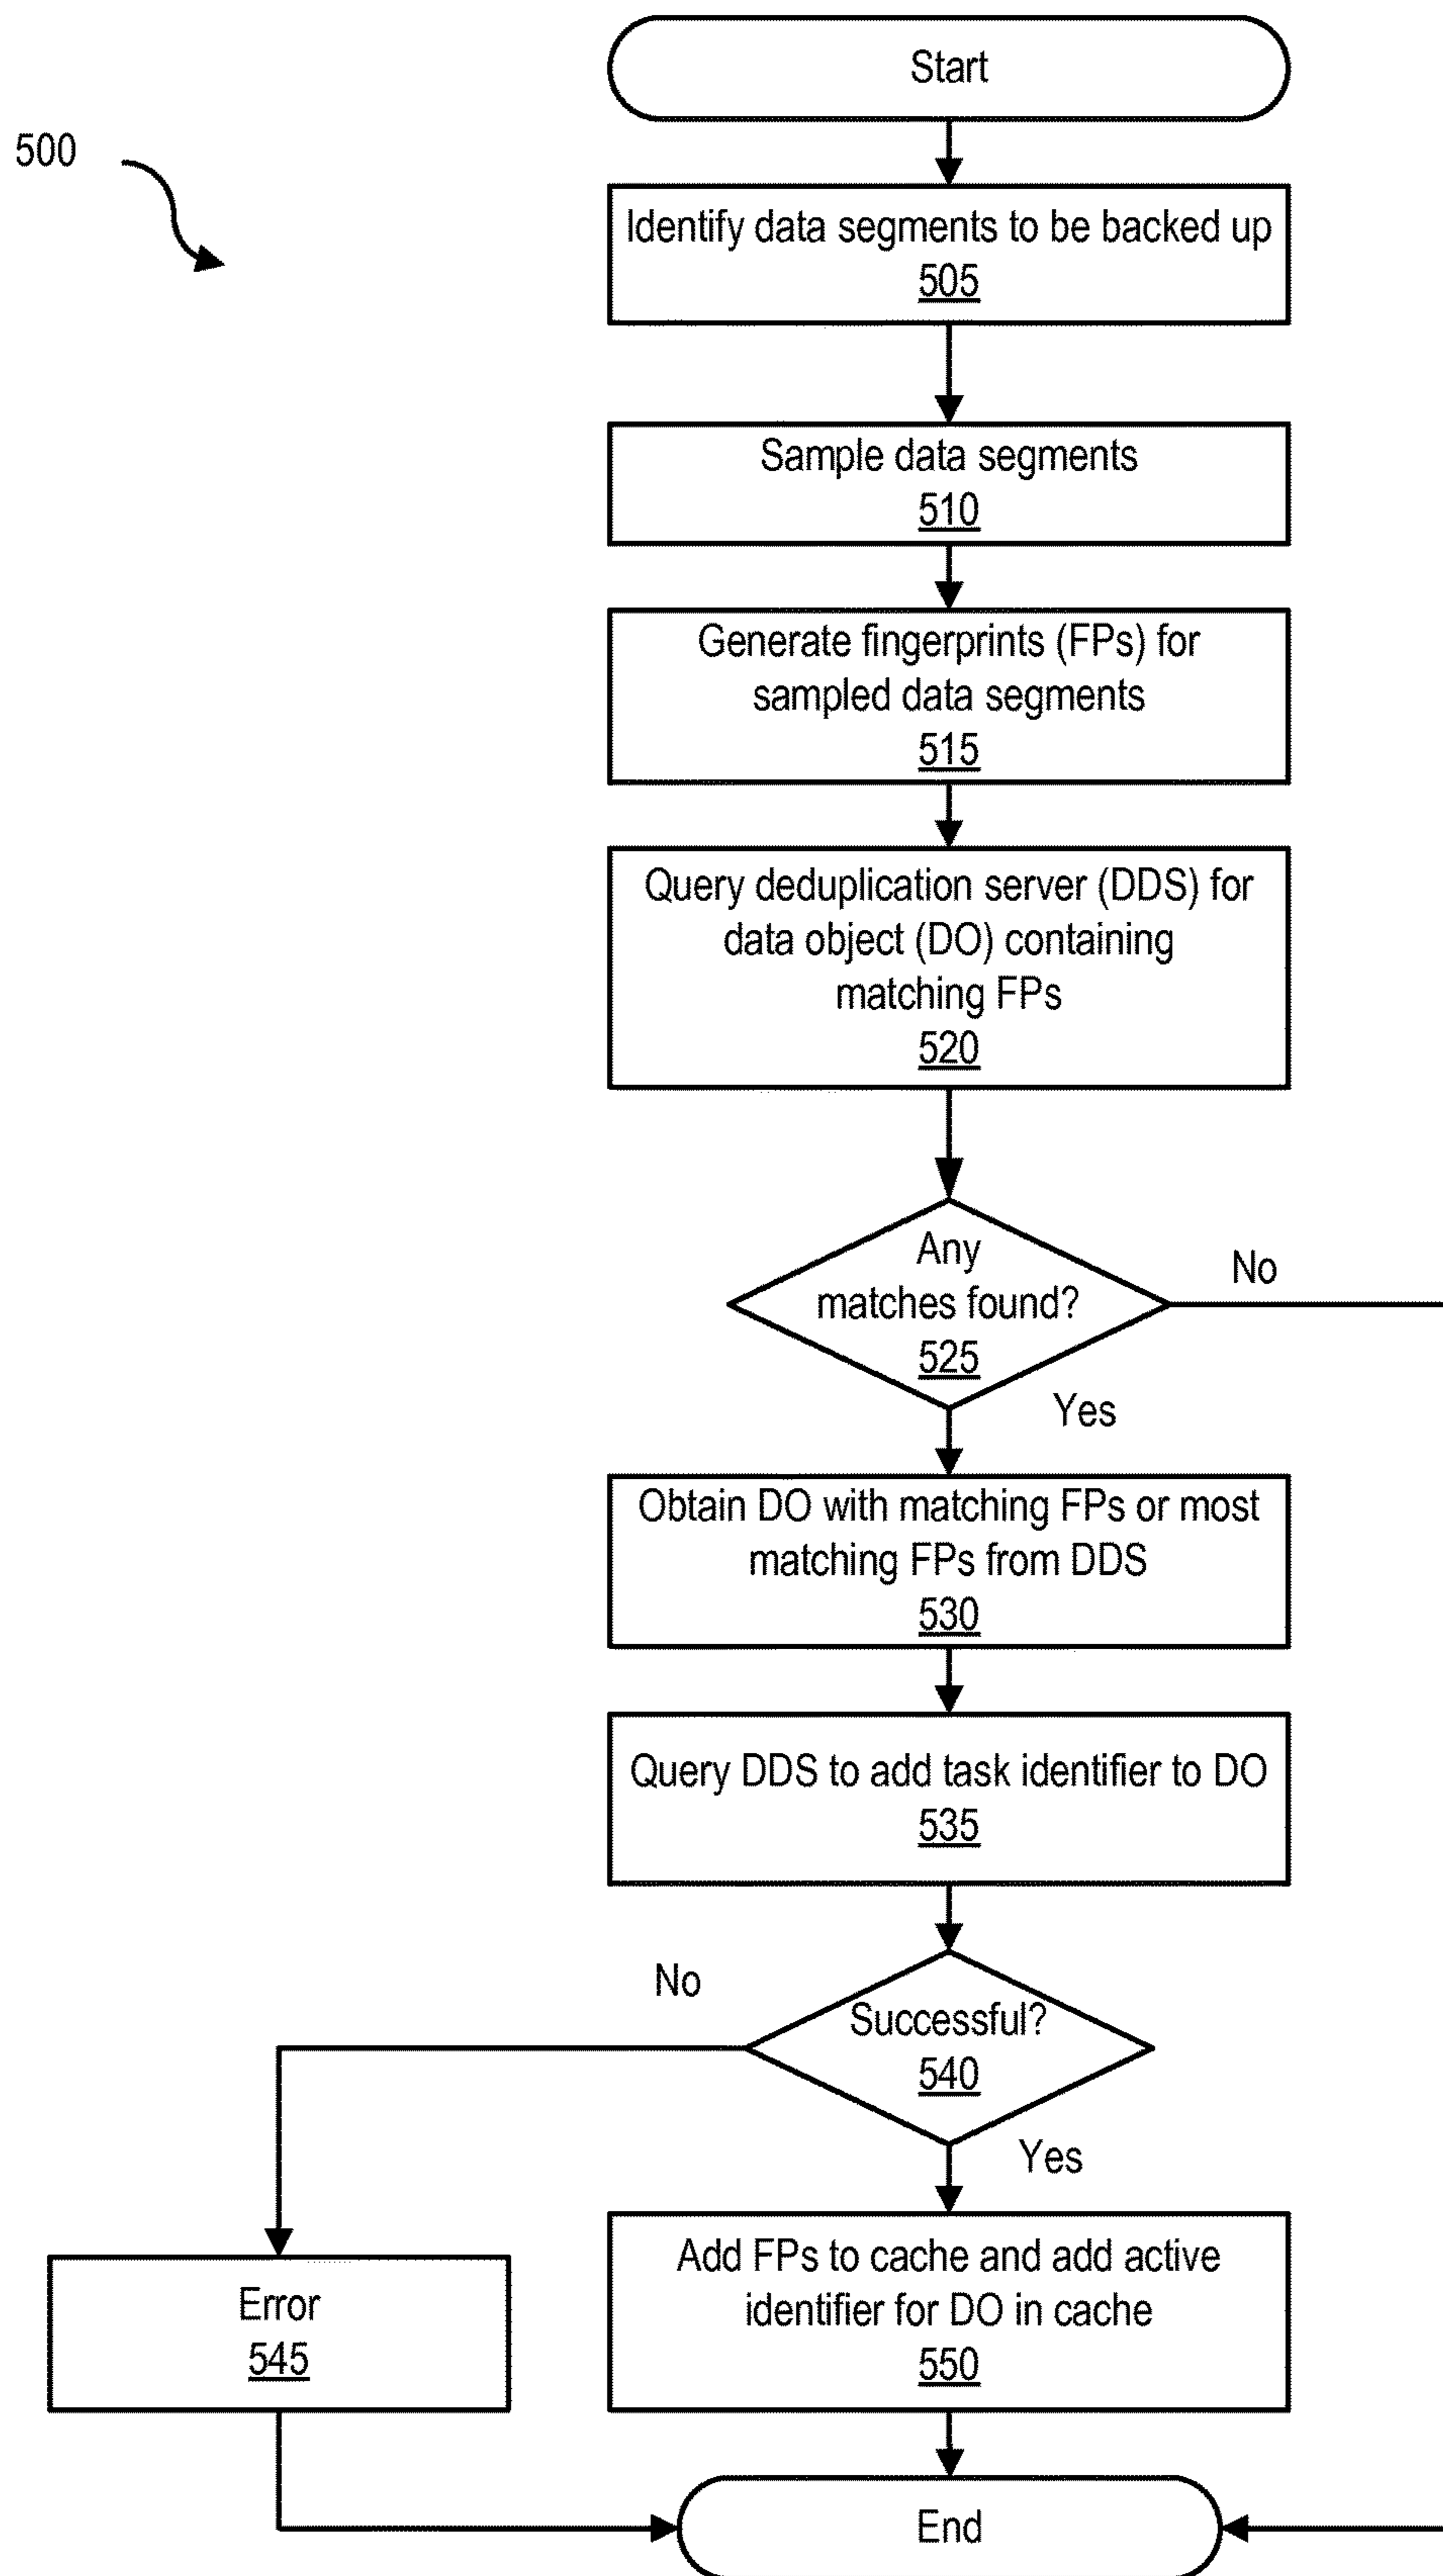 Start
500
Identify data segments to be backed up
505
Sample data segments
510
Generate fingerprints (FPs) for
sampled data segments
515
Query deduplication server (DDS) for
data object (DO) containing
matching FPs
520
Any
matches found?
525
No
Yes
Obtain DO with matching FPs or most
matching FPs from DDS
530
Query DDS to add task identifier to DO
535
No
Successful?
540
Yes
Add FPs to cache and add active
identifier for DO in cache
550
Error
545
End